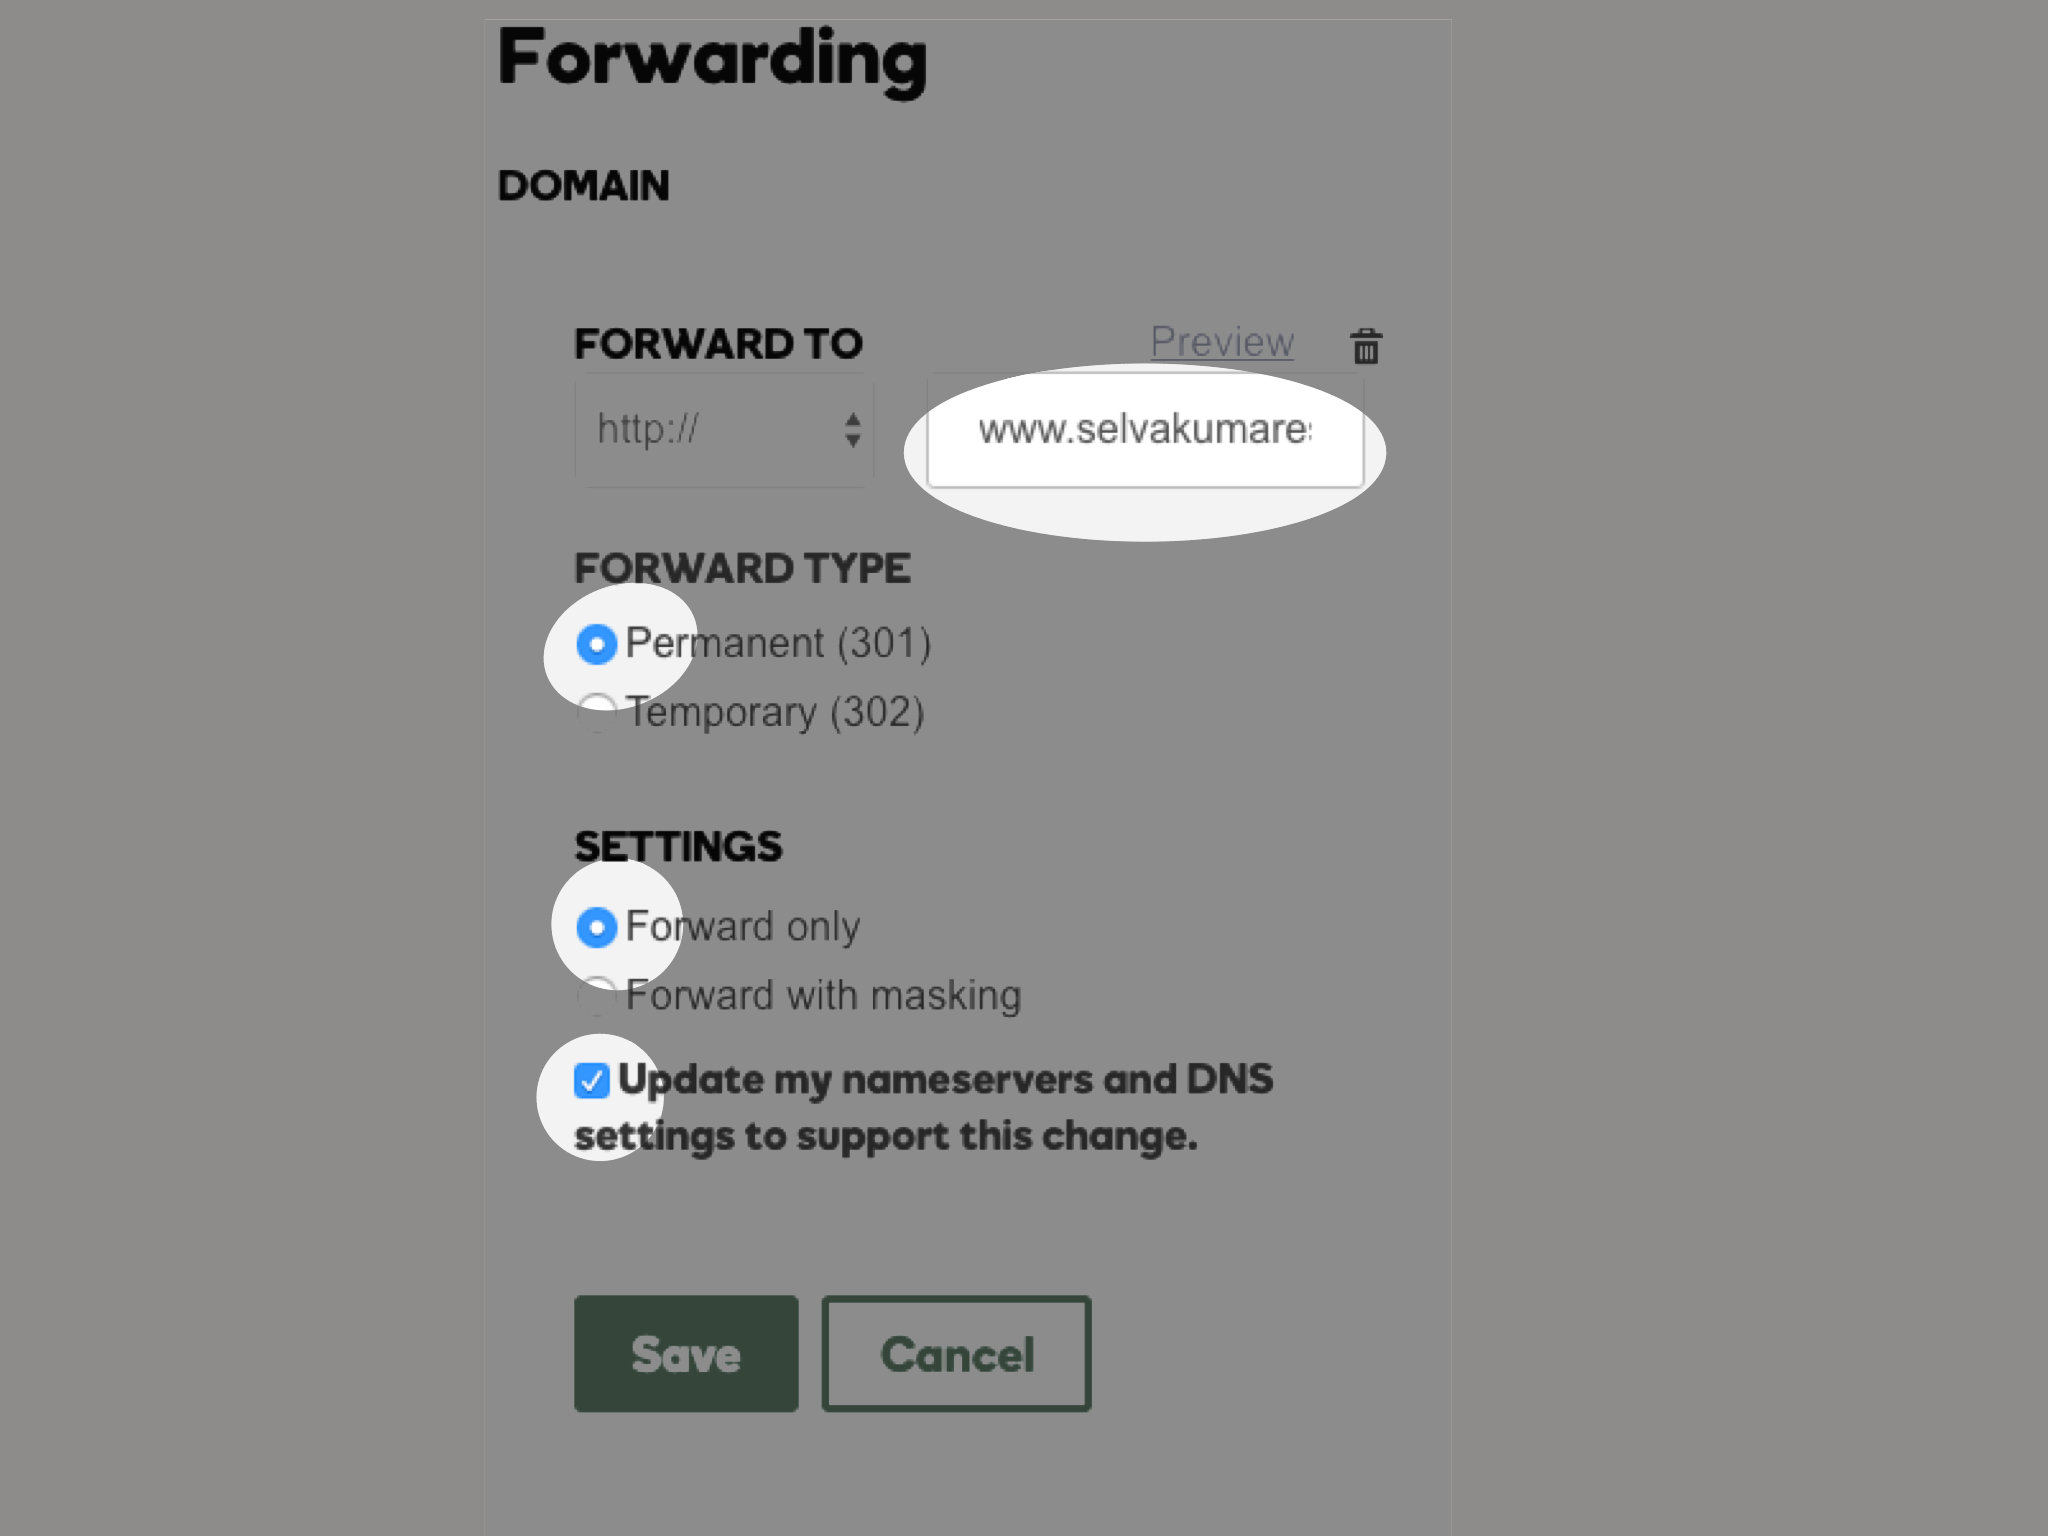 Forwarding
DOMAIN
FORWARD TO Preview
http:// www.selvakumare
FORWARD TYPE
Permanent (301)
Temporary (302)
SETTINGS
Forward only
Forward with masking
Update my nameservers and DNS
settings to support this change.
Save Cancel